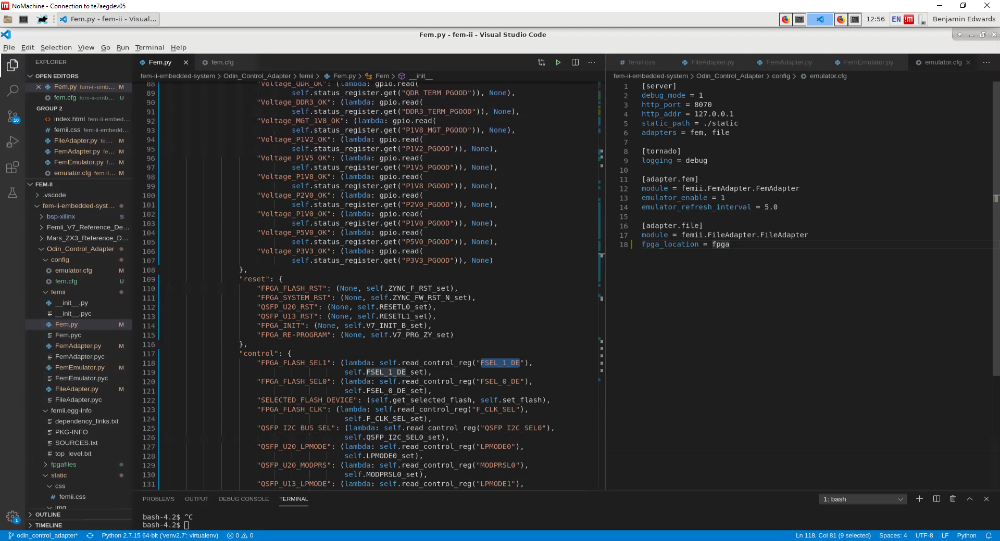 NoMachine - Connection to te7aegdev05
Fem.py - fem-ii - Visual...
12:56
EN
Benjamin Edwards
Fem.py - fem-ii - Visual Studio Code
File Edit Selection View Go Run Terminal Help
EXPLORER
OPEN EDITORS
Fem.py fem-ii-emb... M
fem.cfg fem-ii-emb... U
GROUP 2
index.html fem-ii-embed...
femii.css fem-ii-embedd...
FileAdapter.py fe... M
FemAdapter.py fe... M
FemEmulator.py f... M
emulator.cfg fem-ii... M
FEM-II
.vscode
fem-ii-embedded-syst...
bsp-xilinx S
Femii_V7_Reference_De...
Mars_ZX3_Reference_D...
Odin_Control_Adapter
config
emulator.cfg M
fem.cfg U
femii
__init__.py
__init__.pyc
Fem.py M
Fem.pyc
FemAdapter.py M
FemAdapter.pyc
FemEmulator.py M
FemEmulator.pyc
FileAdapter.py M
FileAdapter.pyc
femii.egg-info
dependency_links.txt
PKG-INFO
SOURCES.txt
top_level.txt
fpgafiles
static
css
femii.css
img
OUTLINE
TIMELINE
10
1
Fem.py
fem.cfg
fem-ii-embedded-system > Odin_Control_Adapter > femii > Fem.py > Fem > __init__
88 "Voltage_QDR_OK": (lambda: gpio.read(
89 self.status_register.get("QDR_TERM_PGOOD")), None),
90 "Voltage_DDR3_OK": (lambda: gpio.read(
91 self.status_register.get("DDR3_TERM_PGOOD")), None),
92 "Voltage_MGT_1V8_OK": (lambda: gpio.read(
93 self.status_register.get("P1V8_MGT_PGOOD")), None),
94 "Voltage_P1V2_OK": (lambda: gpio.read(
95 self.status_register.get("P1V2_PGOOD")), None),
96 "Voltage_P1V5_OK": (lambda: gpio.read(
97 self.status_register.get("P1V5_PGOOD")), None),
98 "Voltage_P1V8_OK": (lambda: gpio.read(
99 self.status_register.get("P1V8_PGOOD")), None),
100 "Voltage_P2V0_OK": (lambda: gpio.read(
101 self.status_register.get("P2V0_PGOOD")), None),
102 "Voltage_P1V0_OK": (lambda: gpio.read(
103 self.status_register.get("P1V0_PGOOD")), None),
104 "Voltage_P5V0_OK": (lambda: gpio.read(
105 self.status_register.get("P5V0_PGOOD")), None),
106 "Voltage_P3V3_OK": (lambda: gpio.read(
107 self.status_register.get("P3V3_PGOOD")), None)
108 },
109 "reset": {
110 "FPGA_FLASH_RST": (None, self.ZYNC_F_RST_set),
111 "FPGA_SYSTEM_RST": (None, self.ZYNC_FW_RST_N_set),
112 "QSFP_U20_RST": (None, self.RESETL0_set),
113 "QSFP_U13_RST": (None, self.RESETL1_set),
114 "FPGA_INIT": (None, self.V7_INIT_B_set),
115 "FPGA_RE-PROGRAM": (None, self.V7_PRG_ZY_set)
116 },
117 "control": {
118 "FPGA_FLASH_SEL1": (lambda: self.read_control_reg("FSEL_1_DE"),
119 self.FSEL_1_DE_set),
120 "FPGA_FLASH_SEL0": (lambda: self.read_control_reg("FSEL_0_DE"),
121 self.FSEL_0_DE_set),
122 "SELECTED_FLASH_DEVICE": (self.get_selected_flash, self.set_flash),
123 "FPGA_FLASH_CLK": (lambda: self.read_control_reg("F_CLK_SEL"),
124 self.F_CLK_SEL_set),
125 "QSFP_I2C_BUS_SEL": (lambda: self.read_control_reg("QSFP_I2C_SEL0"),
126 self.QSFP_I2C_SEL0_set),
127 "QSFP_U20_LPMODE": (lambda: self.read_control_reg("LPMODE0"),
128 self.LPMODE0_set),
129 "QSFP_U20_MODPRS": (lambda: self.read_control_reg("MODPRSL0"),
130 self.MODPRSL0_set),
131 "QSFP_U13_LPMODE": (lambda: self.read_control_reg("LPMODE1"),
femii.css FileAdapter.py FemAdapter.py FemEmulator.py emulator.cfg
fem-ii-embedded-system > Odin_Control_Adapter > config > emulator.cfg
1 [server]
2 debug_mode = 1
3 http_port = 8070
4 http_addr = 127.0.0.1
5 static_path = ./static
6 adapters = fem, file
7
8 [tornado]
9 logging = debug
10
11 [adapter.fem]
12 module = femii.FemAdapter.FemAdapter
13 emulator_enable = 1
14 emulator_refresh_interval = 5.0
15
16 [adapter.file]
17 module = femii.FileAdapter.FileAdapter
18 fpga_location = fpga
PROBLEMS OUTPUT DEBUG CONSOLE TERMINAL
1: bash
bash-4.2$ ^C
bash-4.2$
odin_control_adapter* Python 2.7.15 64-bit ('venv2.7': virtualenv) 0 0
Ln 118, Col 81 (9 selected) Spaces: 4 UTF-8 LF Python